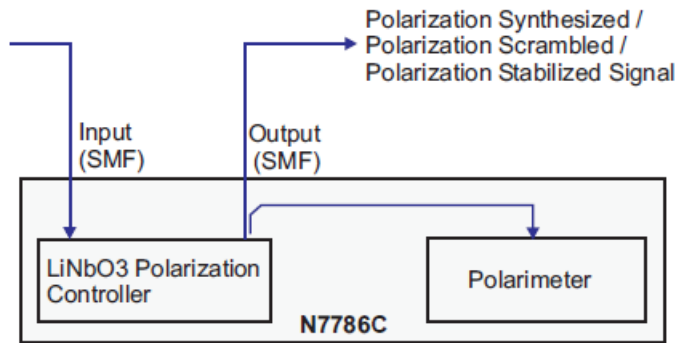 Polarization Synthesized /
Polarization Scrambled /
Polarization Stabilized Signal
Input
(SMF)
Output
(SMF)
LiNbO3 Polarization
Controller
Polarimeter
N7786C